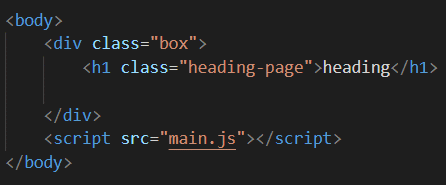 <body>
<div class="box">
<h1 class="heading-page">heading</h1>
</div>
<script src="main.js"></script>
</body>